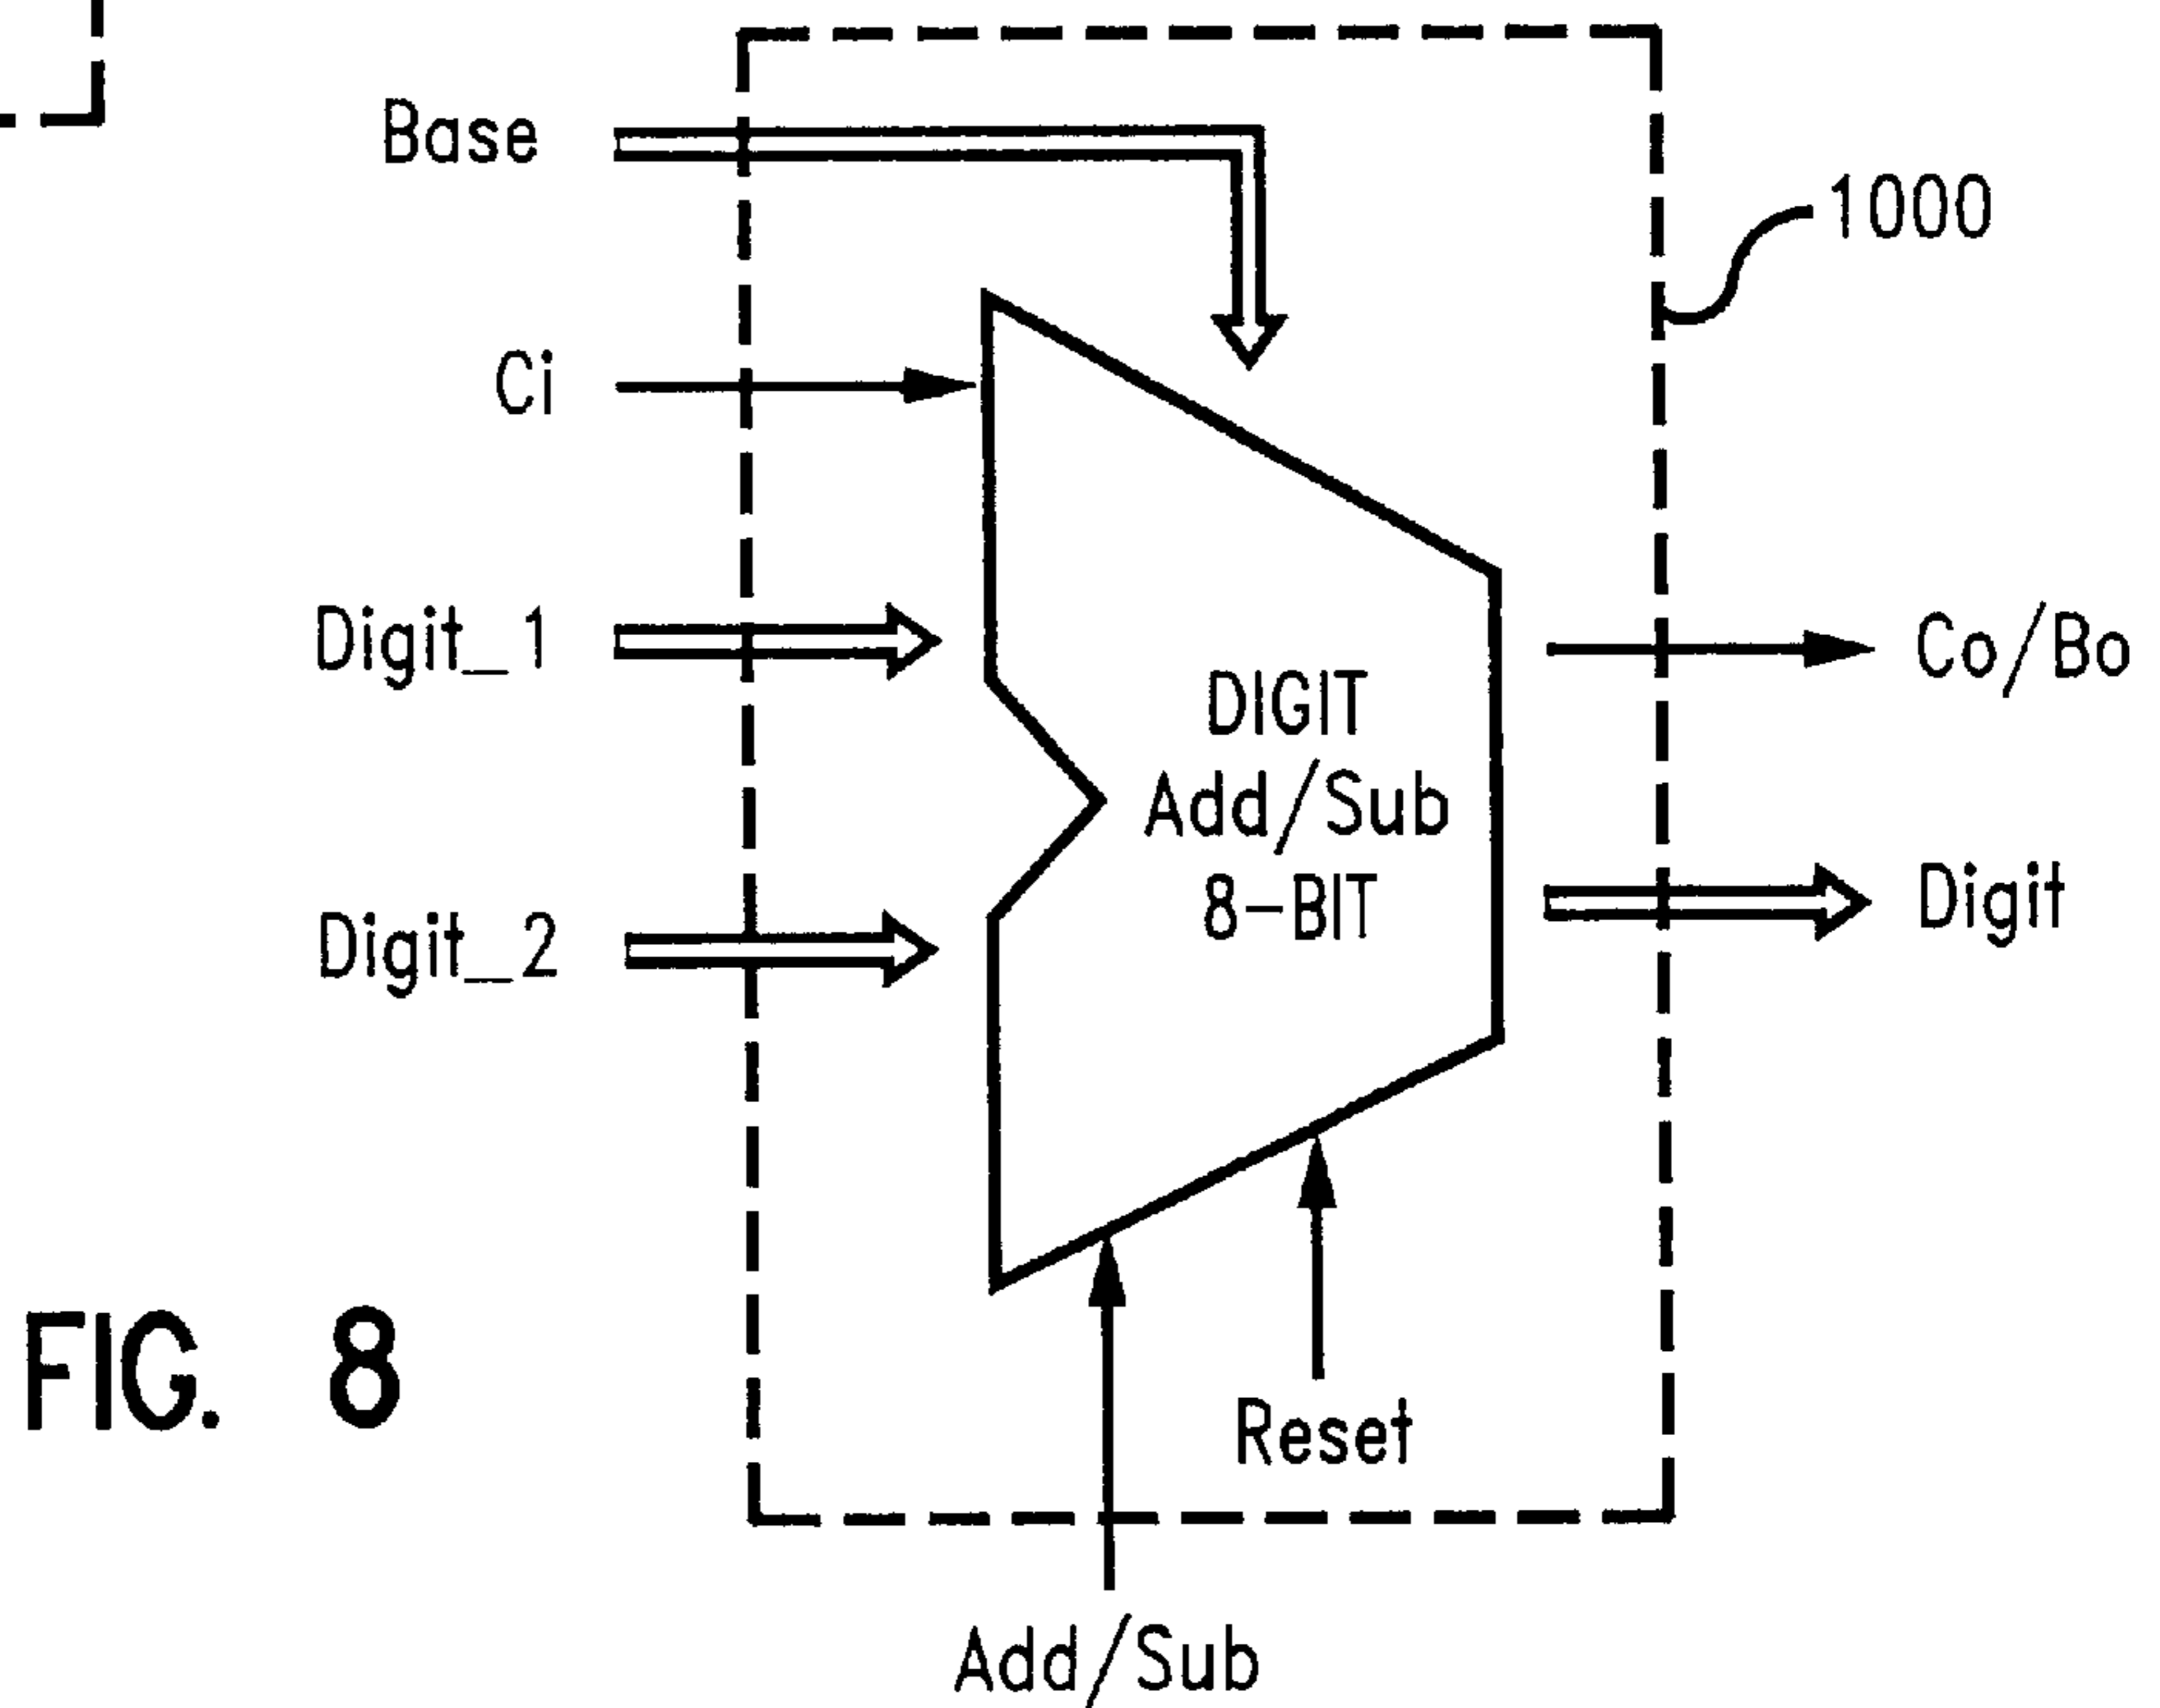 Base
1000
Ci
Digit_1
Co/Bo
DIGIT
Add/Sub
8-BIT
Digit_2
Digit
Reset
Add/Sub
FIG. 8